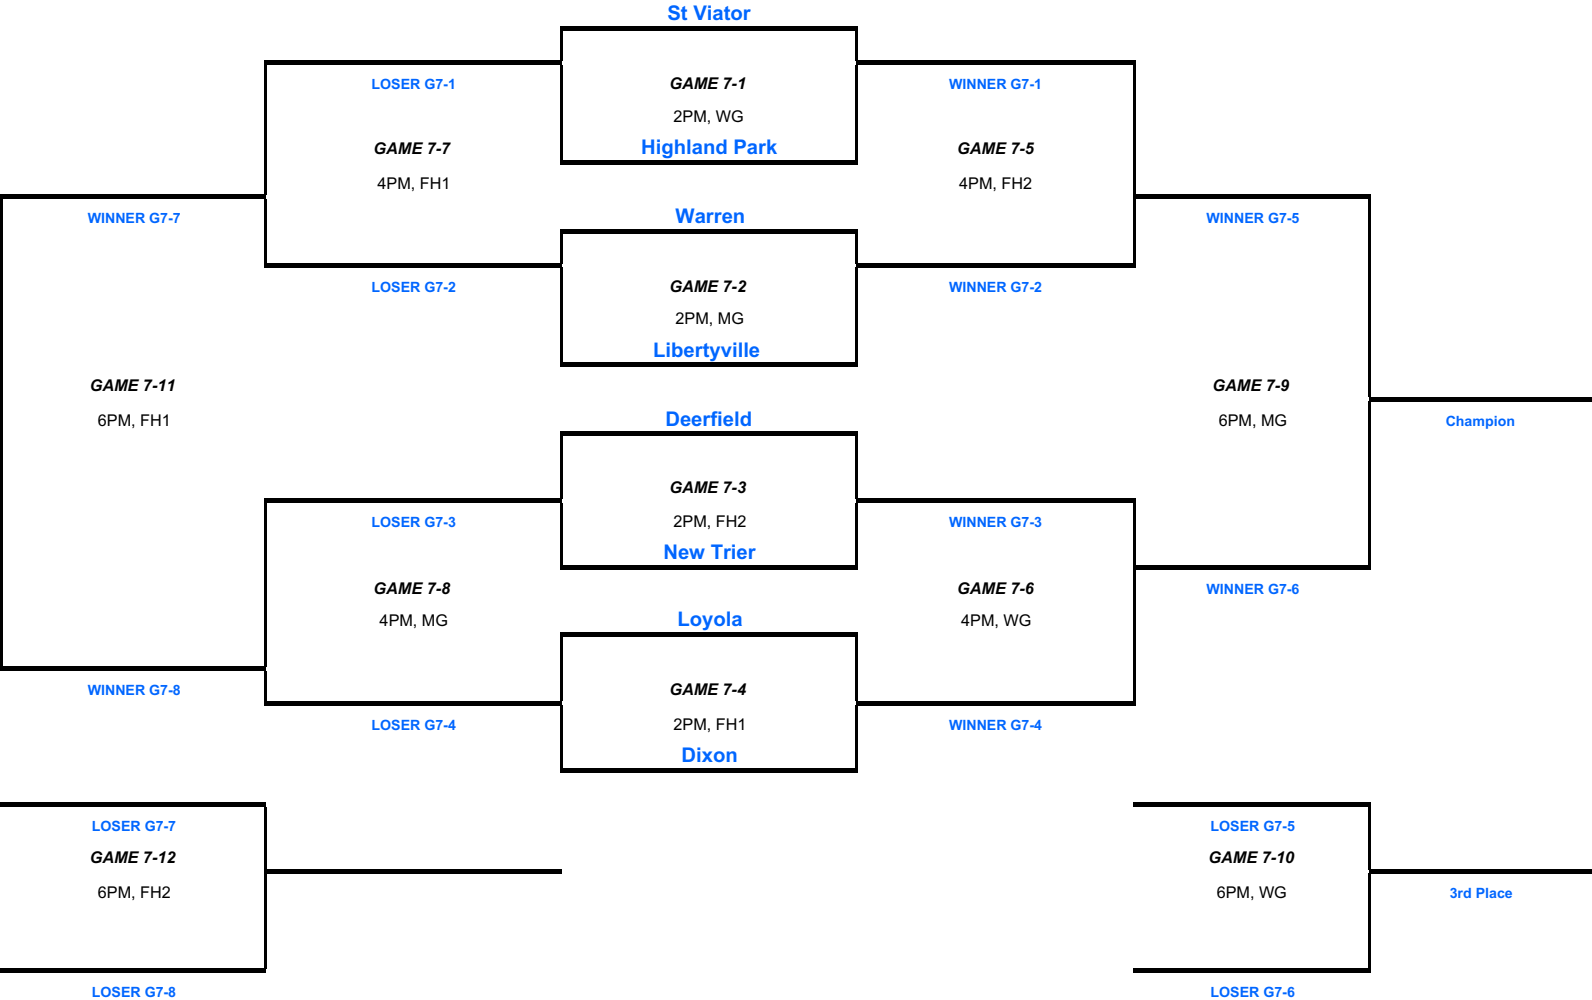 St Viator
LOSER G7-1
GAME 7-1
WINNER G7-1
2PM, WG
GAME 7-7
Highland Park
GAME 7-5
4PM, FH1
4PM, FH2
WINNER G7-7
Warren
WINNER G7-5
LOSER G7-2
GAME 7-2
WINNER G7-2
2PM, MG
Libertyville
GAME 7-11
GAME 7-9
6PM, FH1
Deerfield
6PM, MG
Champion
GAME 7-3
LOSER G7-3
2PM, FH2
WINNER G7-3
New Trier
GAME 7-8
GAME 7-6
WINNER G7-6
4PM, MG
Loyola
4PM, WG
WINNER G7-8
GAME 7-4
LOSER G7-4
2PM, FH1
WINNER G7-4
Dixon
LOSER G7-7
LOSER G7-5
GAME 7-12
GAME 7-10
6PM, FH2
6PM, WG
3rd Place
LOSER G7-8
LOSER G7-6